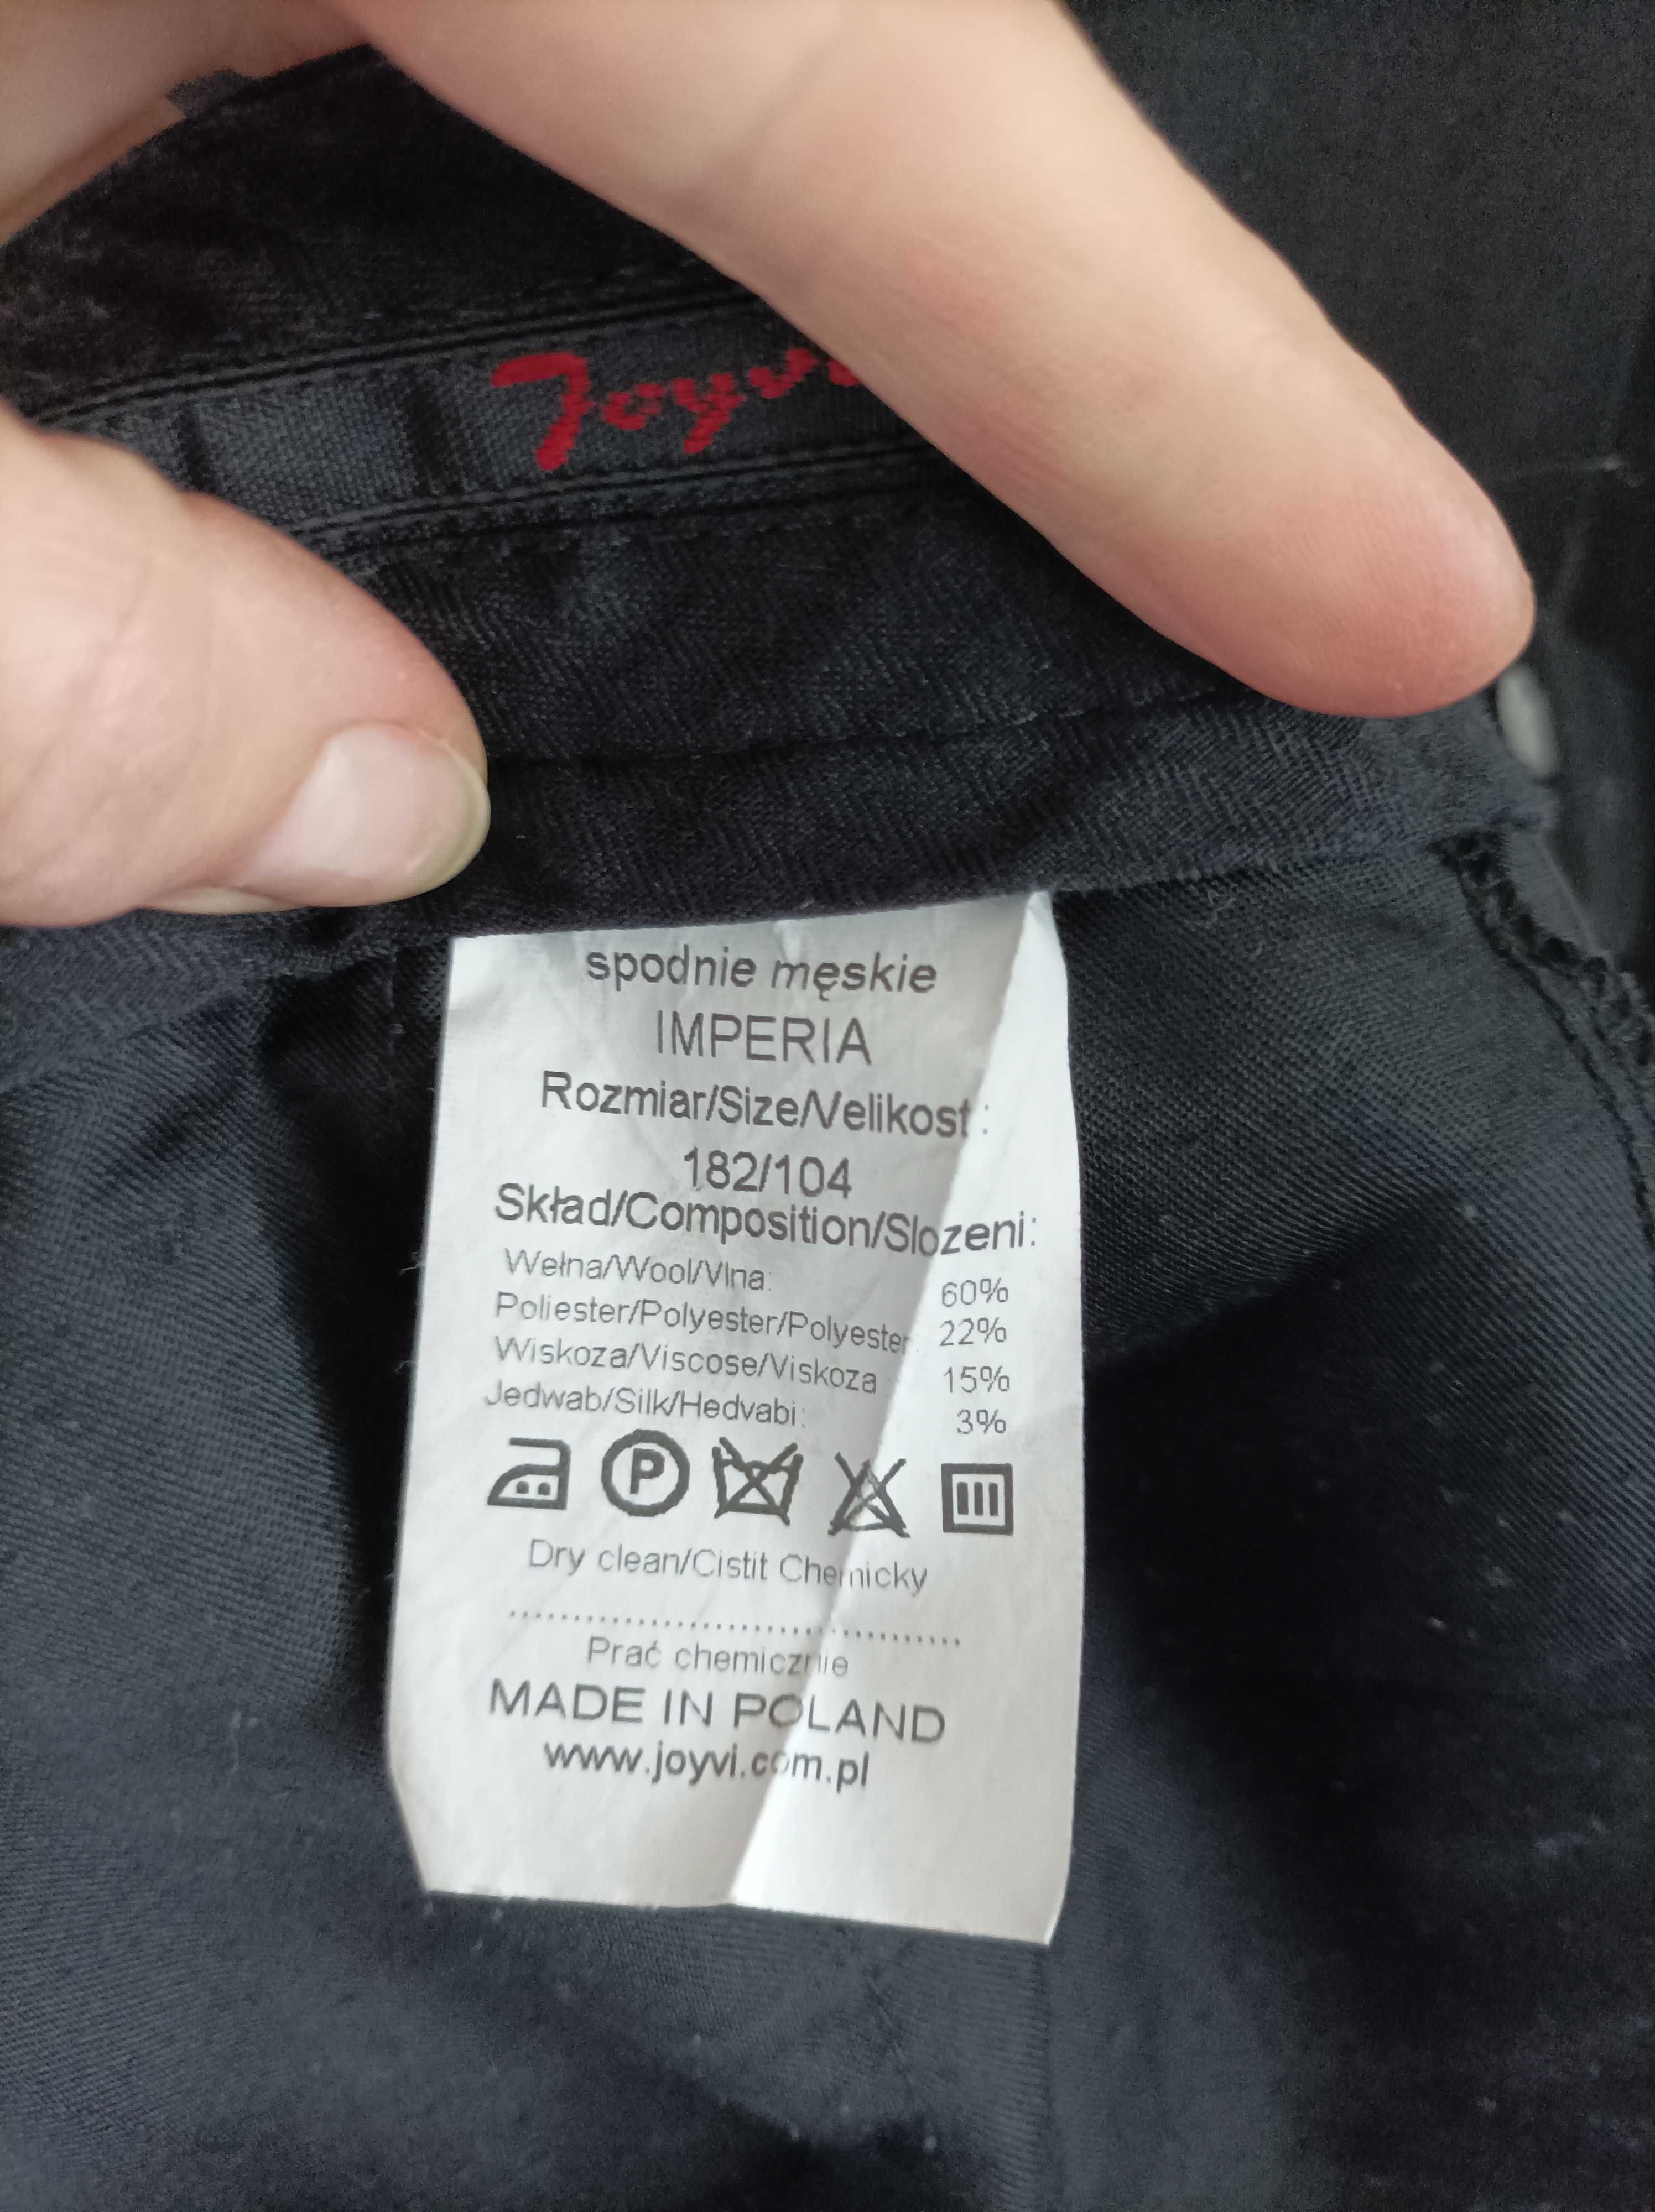 Joyvi
spodnie męskie
IMPERIA
Rozmiar/Size/Velikost:
182/104
Skład/Composition/Slozeni:
Wełna/Wool/Vlna: 60%
Poliester/Polyester/Polyester 22%
Wiskoza/Viscose/Viskoza 15%
Jedwab/Silk/Hedvabi: 3%
P
Dry clean/Cistit Chemicky
Prać chemicznie
MADE IN POLAND
www.joyvi.com.pl